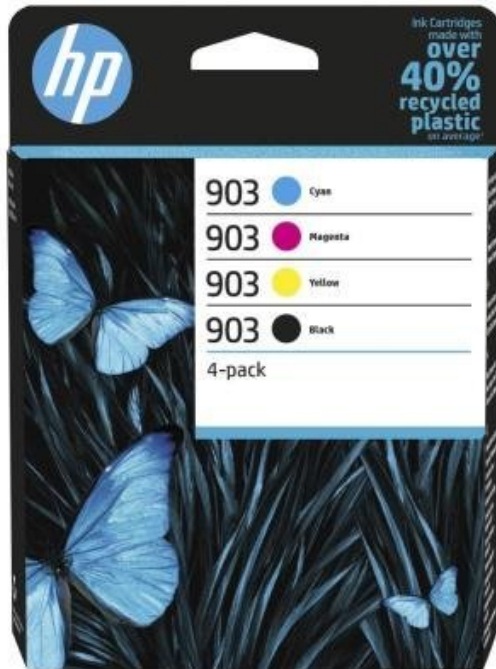 hp
Ink Cartridges
made with
over
40%
recycled
plastic
on average¹
903 Cyan
903 Magenta
903 Yellow
903 Black
4-pack